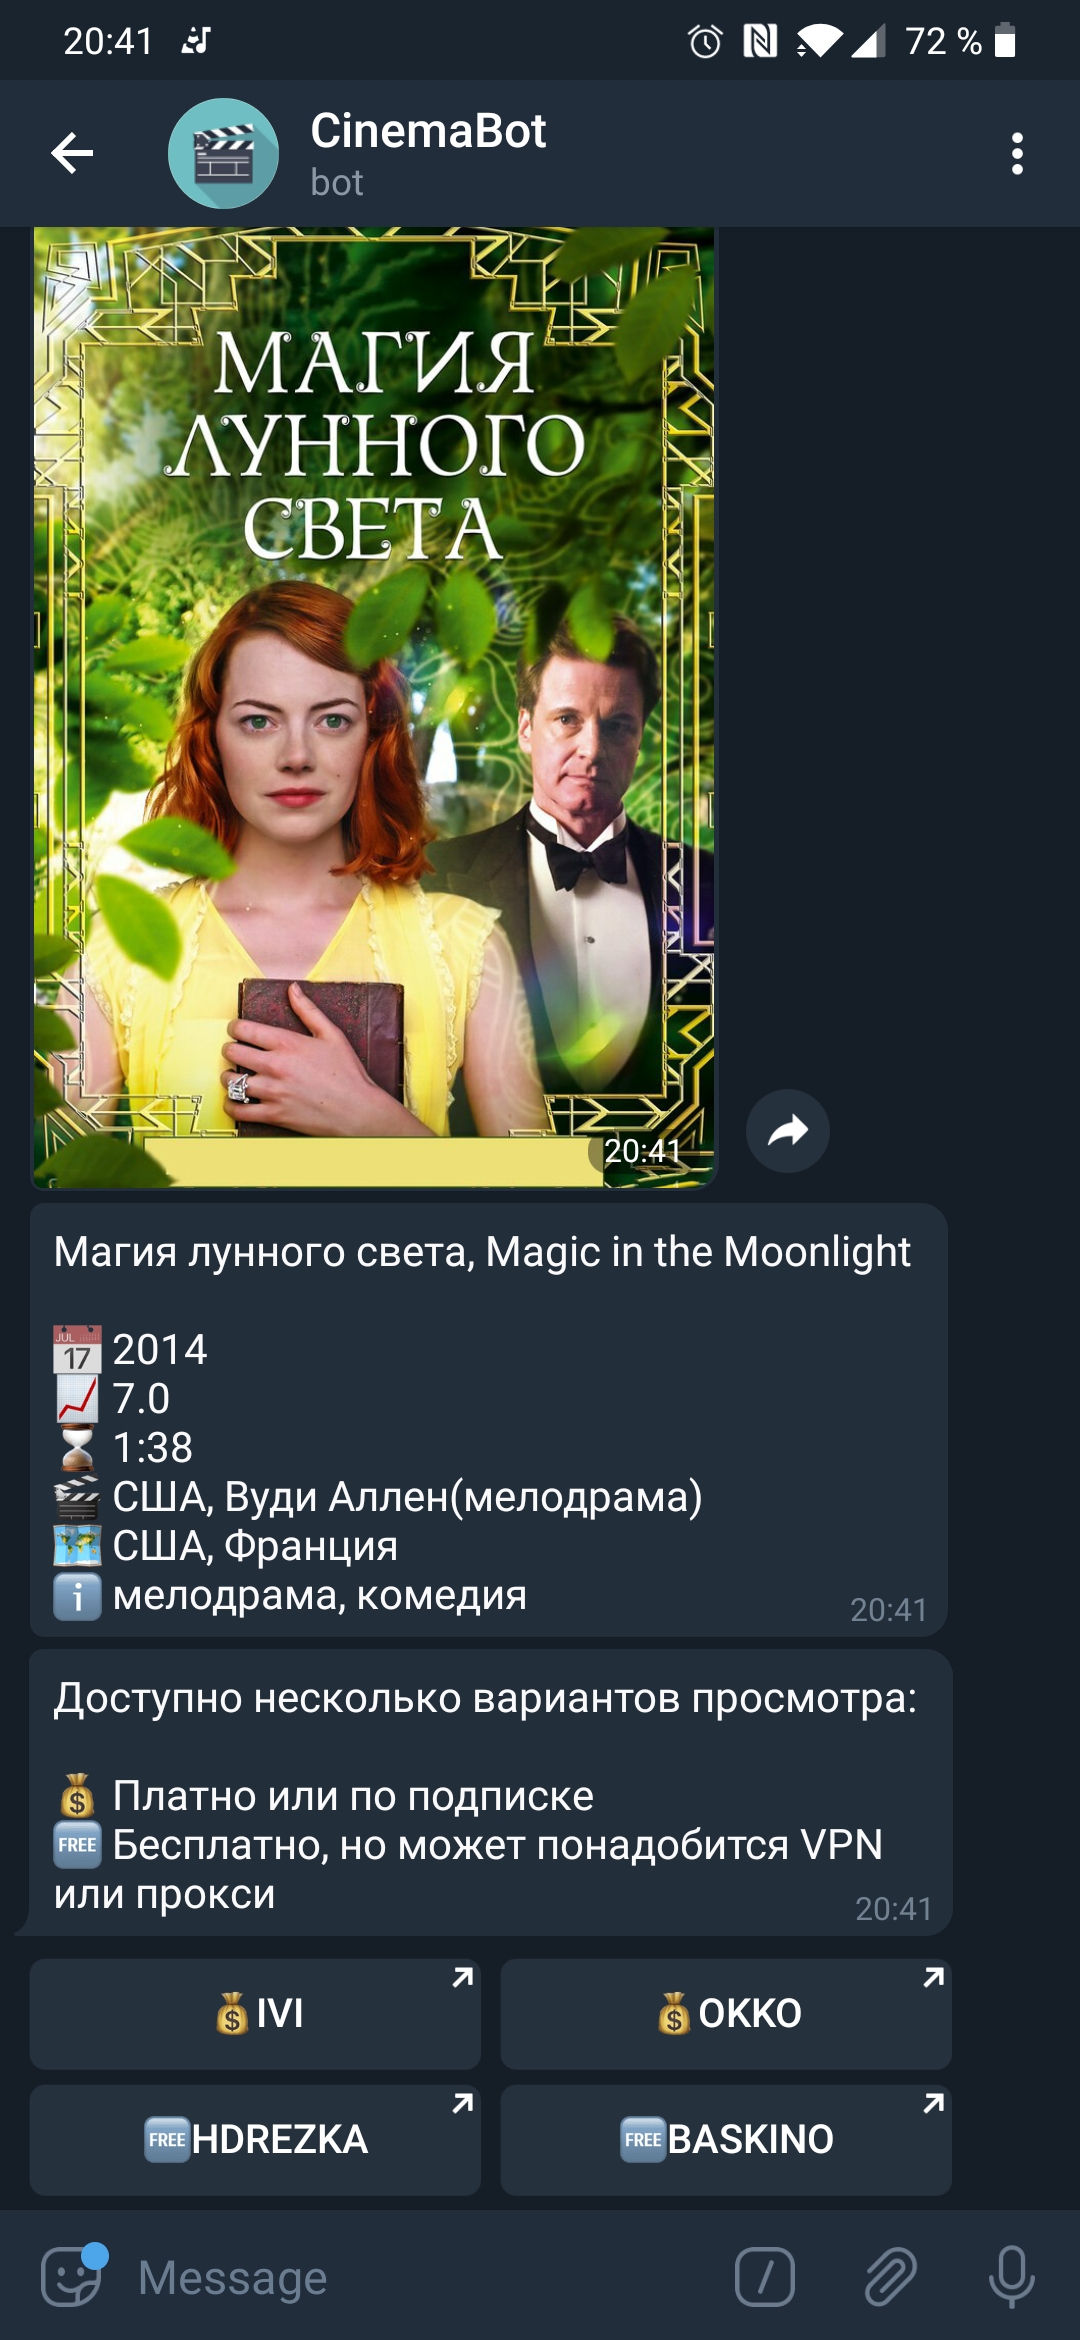 20:41
72 %
CinemaBot
bot
МАГИЯ
ЛУННОГО
СВЕТА
20:41
Магия лунного света, Magic in the Moonlight
JUL
17
2014
7.0
1:38
США, Вуди Аллен(мелодрама)
США, Франция
мелодрама, комедия
20:41
Доступно несколько вариантов просмотра:
$ Платно или по подписке
FREE Бесплатно, но может понадобится VPN
или прокси
20:41
$ IVI
$ OKKO
FREE HDREZKA
FREE BASKINO
Message